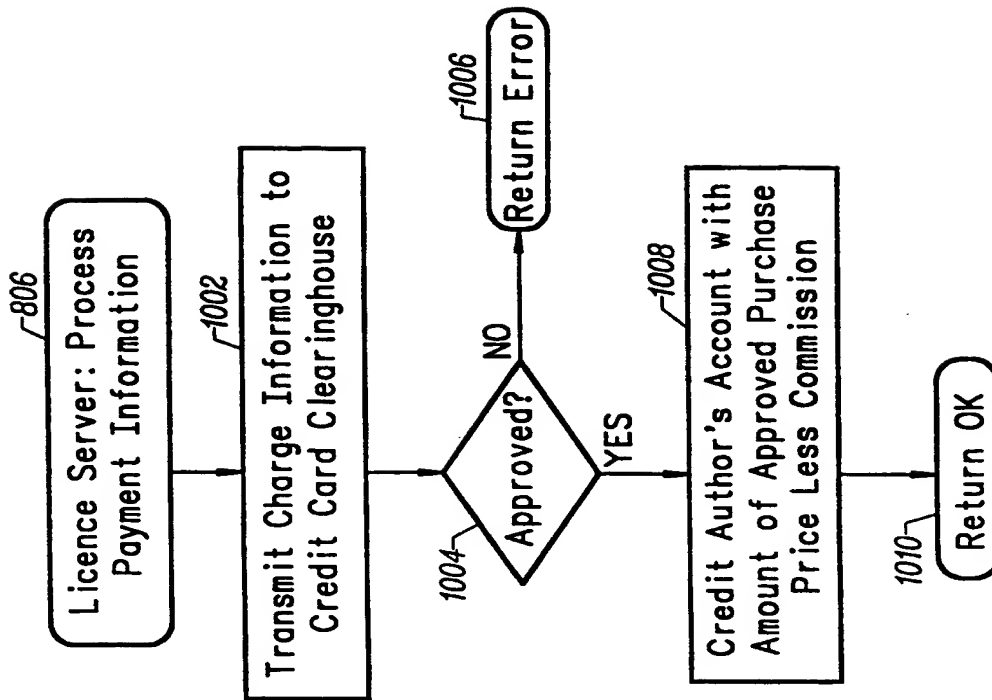 806
Licence Server: Process
Payment Information
1002
Transmit Charge Information to
Credit Card Clearinghouse
1004
Approved?
NO
1006
Return Error
YES
1008
Credit Author's Account with
Amount of Approved Purchase
Price Less Commission
1010
Return OK